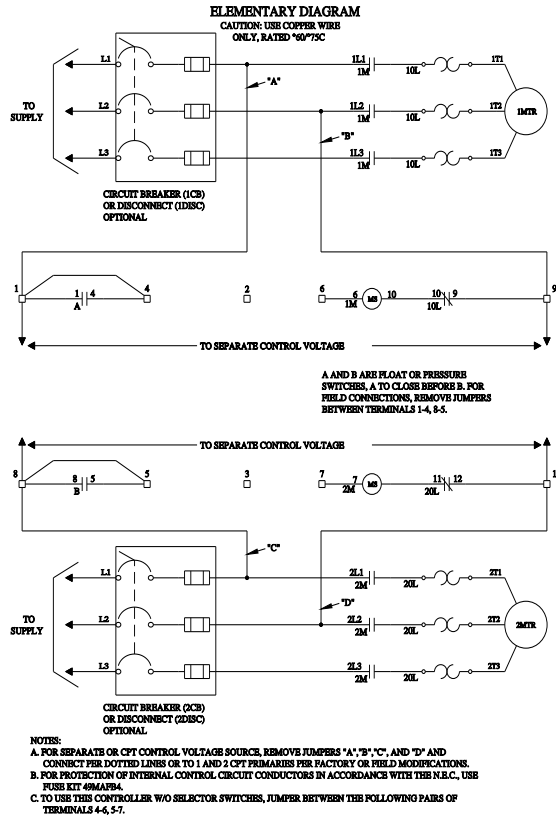 ELEMENTARY DIAGRAM
CAUTION: USE COPPER WIRE
ONLY, RATED °60/°75C
L1
1L1
1M
10L
1T1
"A"
TO
SUPPLY
L2
1L2
1M
10L
1T2
1MTR
"B"
L3
1L3
1M
10L
1T3
CIRCUIT BREAKER (1CB)
OR DISCONNECT (1DISC)
OPTIONAL
1
1 4
A
4
2
6
6
1M
MS
10
10 9
10L
9
TO SEPARATE CONTROL VOLTAGE
A AND B ARE FLOAT OR PRESSURE
SWITCHES, A TO CLOSE BEFORE B. FOR
FIELD CONNECTIONS, REMOVE JUMPERS
BETWEEN TERMINALS 1-4, 8-5.
TO SEPARATE CONTROL VOLTAGE
8
8 5
B
5
3
7
7
2M
MS
11 12
20L
1
"C"
L1
2L1
2M
20L
2T1
"D"
TO
SUPPLY
L2
2L2
2M
20L
2T2
2MTR
L3
2L3
2M
20L
2T3
CIRCUIT BREAKER (2CB)
OR DISCONNECT (2DISC)
OPTIONAL
NOTES:
A. FOR SEPARATE OR CPT CONTROL VOLTAGE SOURCE, REMOVE JUMPERS "A","B","C", AND "D" AND
CONNECT PER DOTTED LINES OR TO 1 AND 2 CPT PRIMARIES PER FACTORY OR FIELD MODIFICATIONS.
B. FOR PROTECTION OF INTERNAL CONTROL CIRCUIT CONDUCTORS IN ACCORDANCE WITH THE N.E.C., USE
FUSE KIT 49MAFB4.
C. TO USE THIS CONTROLLER W/O SELECTOR SWITCHES, JUMPER BETWEEN THE FOLLOWING PAIRS OF
TERMINALS 4-6, 5-7.